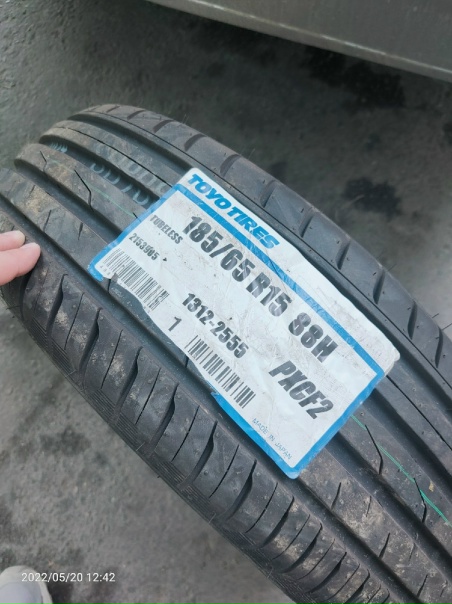 TOYO TIRES
185/65 R15 88H
TUBELESS
2753965
1312-2555
PXCF2
1
MADE IN JAPAN
2022/05/20 12:42